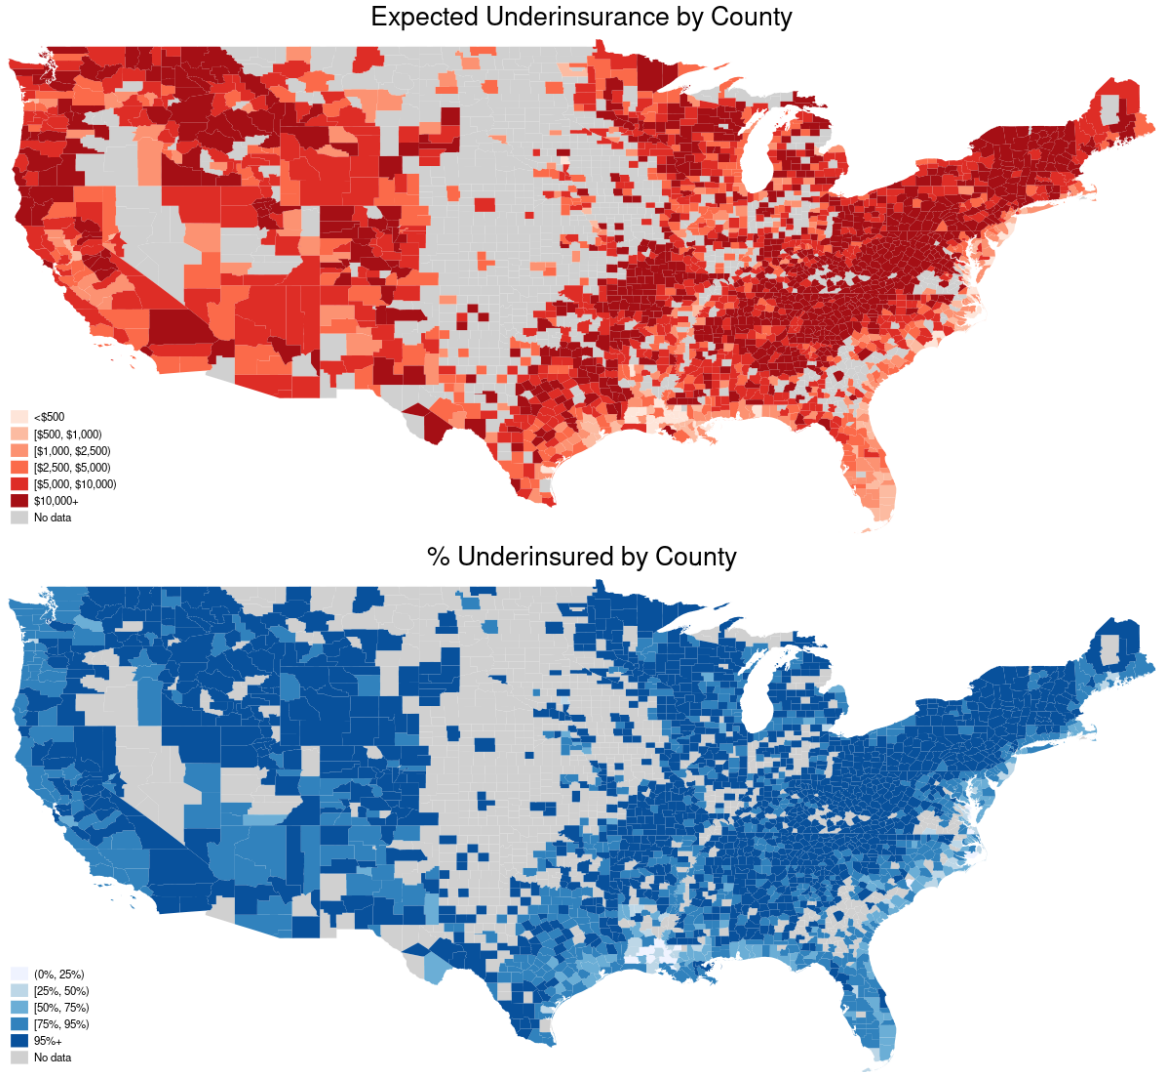 Expected Underinsurance by County
<$500
[$500, $1,000)
[$1,000, $2,500)
[$2,500, $5,000)
[$5,000, $10,000)
$10,000+
No data
% Underinsured by County
(0%, 25%)
[25%, 50%)
[50%, 75%)
[75%, 95%)
95%+
No data